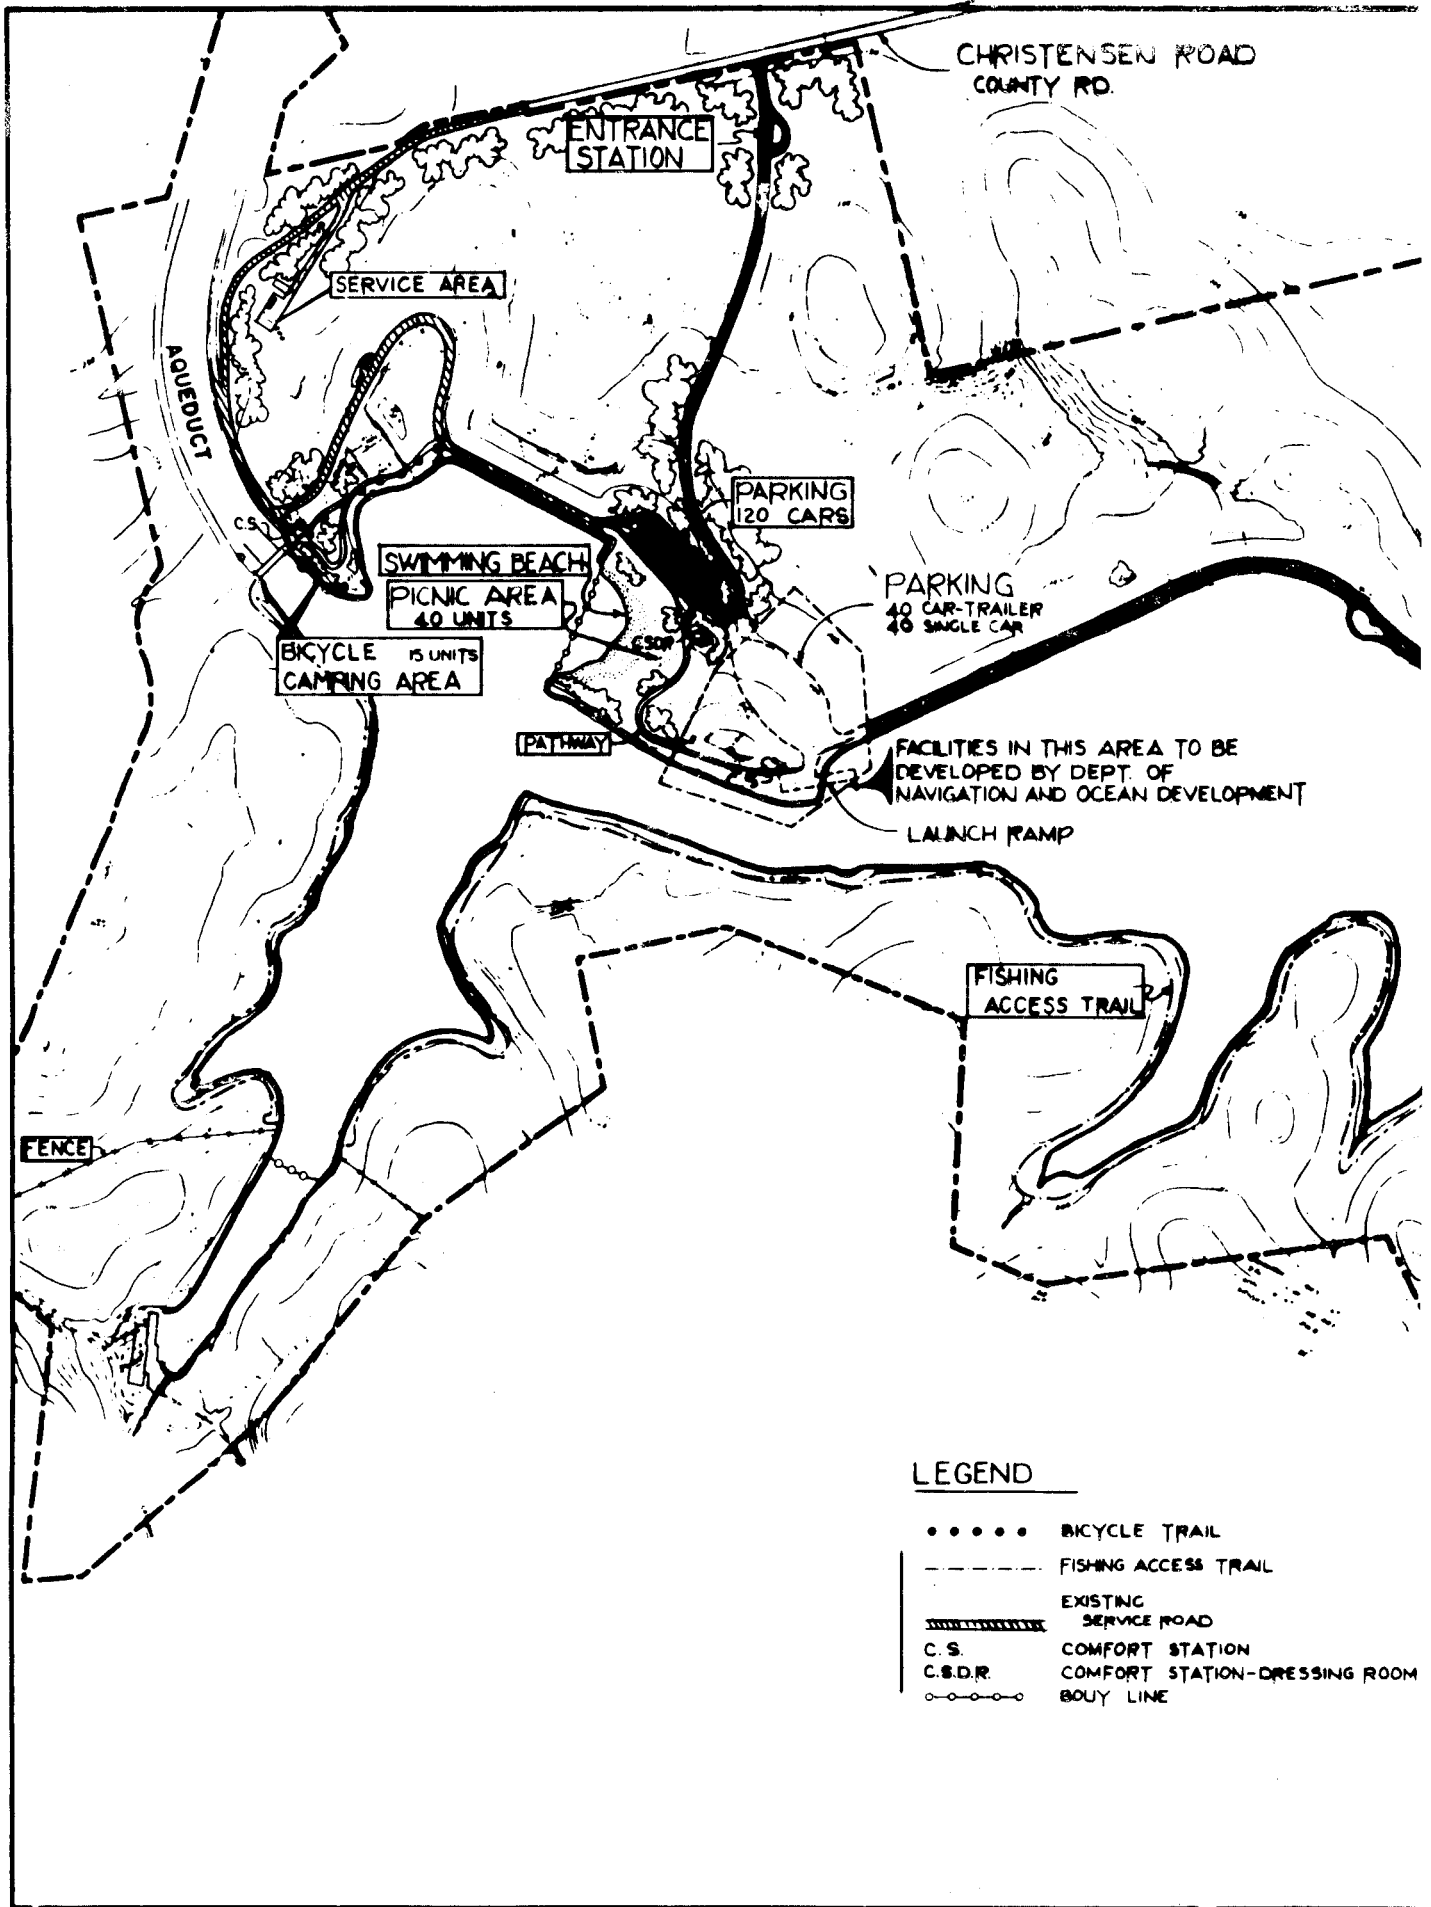 CHRISTENSEN ROAD
COUNTY RD.
ENTRANCE
STATION
SERVICE AREA
AQUEDUCT
PARKING
120 CARS
C.S.
SWIMMING BEACH
PICNIC AREA
40 UNITS
PARKING
40 CAR-TRAILER
40 SINGLE CAR
C.S.D.R.
BICYCLE 15 UNITS
CAMPING AREA
PATHWAY
FACILITIES IN THIS AREA TO BE
DEVELOPED BY DEPT. OF
NAVIGATION AND OCEAN DEVELOPMENT
LAUNCH RAMP
FISHING
ACCESS TRAIL
FENCE
LEGEND
BICYCLE TRAIL
FISHING ACCESS TRAIL
EXISTING
SERVICE ROAD
C.S. COMFORT STATION
C.S.D.R. COMFORT STATION-DRESSING ROOM
BOUY LINE